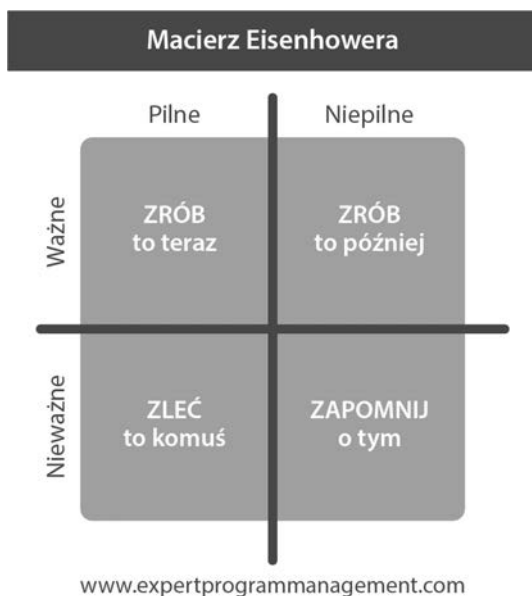 Macierz Eisenhowera
Pilne
Niepilne
Ważne
ZRÓB
to teraz
ZRÓB
to później
Nieważne
ZLEĆ
to komuś
ZAPOMNIJ
o tym
www.expertprogrammanagement.com